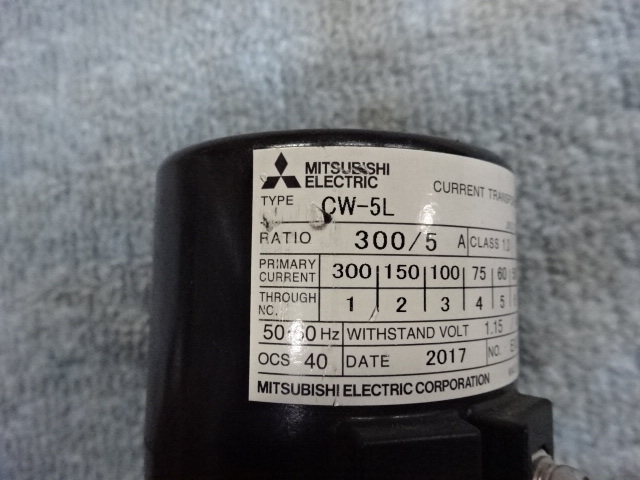 MITSUBISHI
ELECTRIC
CURRENT
TYPE CW-5L
RATIO 300/5 A CLASS 1.0
PRIMARY CURRENT 300 150 100 75 60
THROUGH NO. 1 2 3 4 5
50-60 Hz WITHSTAND VOLT 1.15
OCS 40 DATE 2017 NO.
MITSUBISHI ELECTRIC CORPORATION